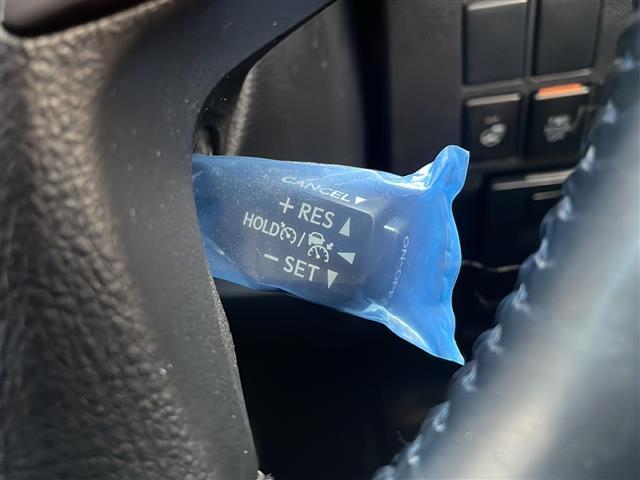 CANCEL
+ RES
HOLD /
- SET
ON-OFF